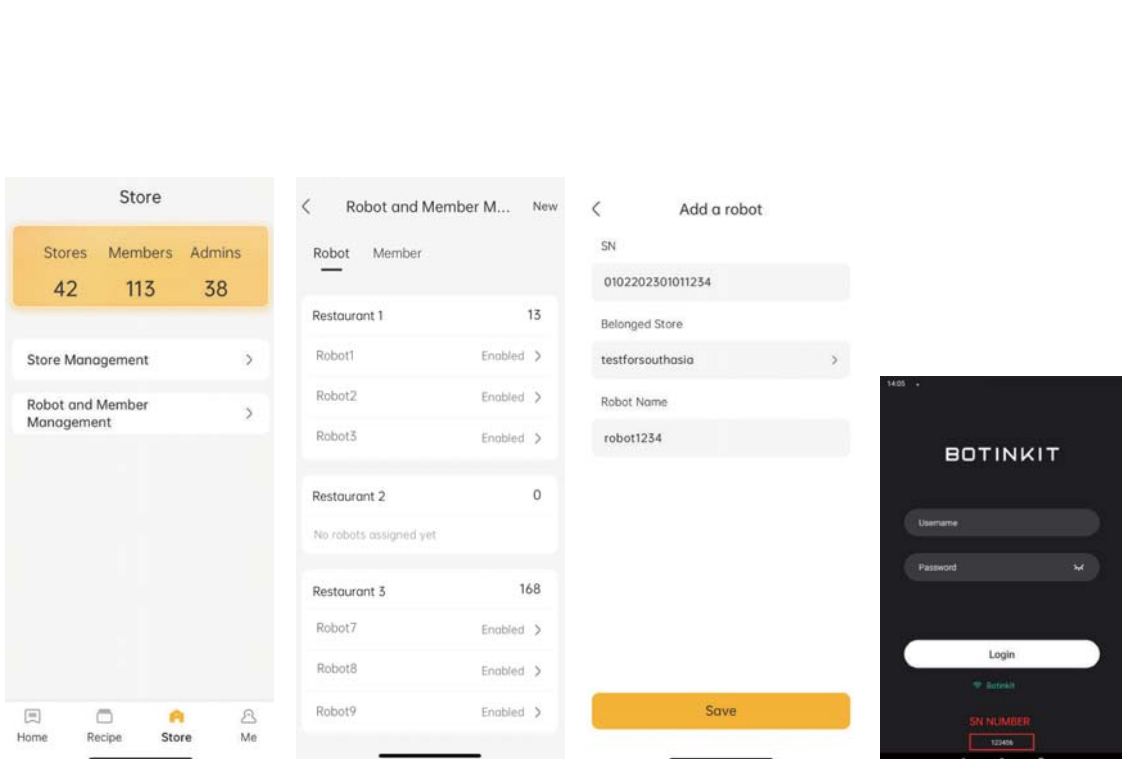 Store
Stores Members Admins
42 113 38
Store Management
Robot and Member
Management
Home Recipe Store Me
Robot and Member M... New
Robot Member
Restaurant 1 13
Robot1 Enabled
Robot2 Enabled
Robot3 Enabled
Restaurant 2 0
No robots assigned yet
Restaurant 3 168
Robot7 Enabled
Robot8 Enabled
Robot9 Enabled
Add a robot
SN
0102202301011234
Belonged Store
testforsouthasia
Robot Name
robot1234
Save
14:05
BOTINKIT
Username
Password
Login
Botinkit
SN NUMBER
123456